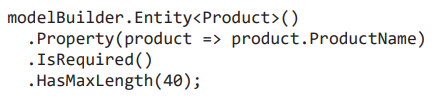 modelBuilder.Entity<Product>()
  .Property(product => product.ProductName)
  .IsRequired()
  .HasMaxLength(40);